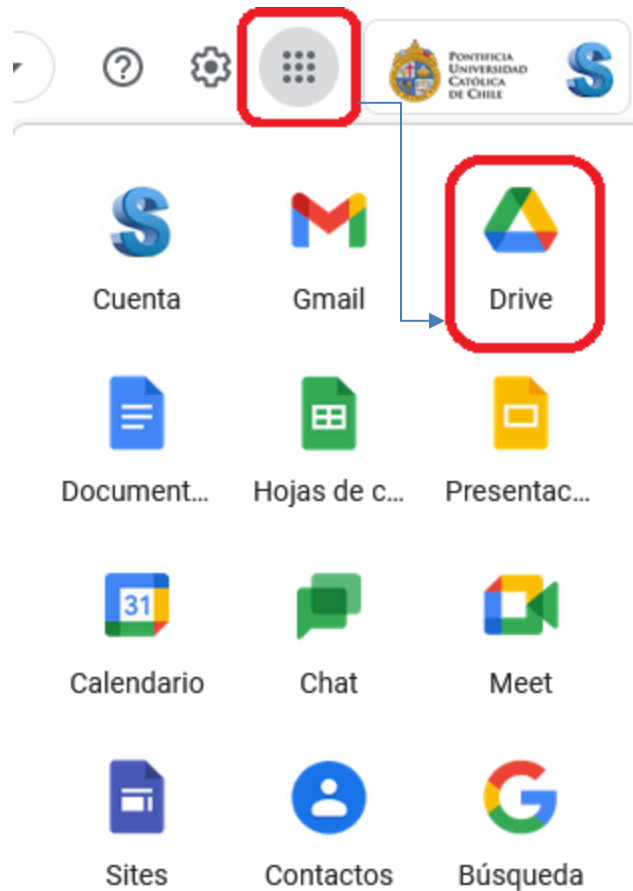 PONTIFICIA
UNIVERSIDAD
CATÓLICA
DE CHILE
Cuenta
Gmail
Drive
Document...
Hojas de c...
Presentac...
31
Calendario
Chat
Meet
Sites
Contactos
Búsqueda